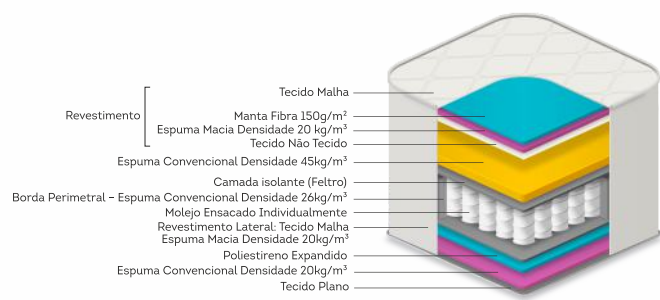 Tecido Malha
Revestimento
Manta Fibra 150g/m²
Espuma Macia Densidade 20 kg/m³
Tecido Não Tecido
Espuma Convencional Densidade 45kg/m³
Camada isolante (Feltro)
Borda Perimetral – Espuma Convencional Densidade 26kg/m³
Molejo Ensacado Individualmente
Revestimento Lateral: Tecido Malha
Espuma Macia Densidade 20kg/m³
Poliestireno Expandido
Espuma Convencional Densidade 20kg/m³
Tecido Plano